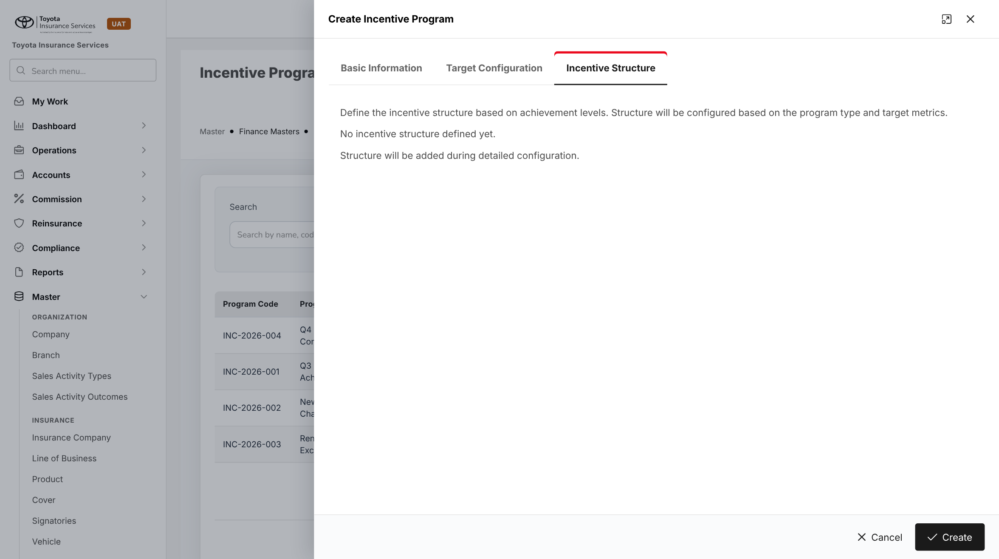 Toyota
Insurance Services
UAT
Toyota Insurance Services
Search menu...
My Work
Dashboard
Operations
Accounts
Commission
Reinsurance
Compliance
Reports
Master
ORGANIZATION
Company
Branch
Sales Activity Types
Sales Activity Outcomes
INSURANCE
Insurance Company
Line of Business
Product
Cover
Signatories
Vehicle
Incentive Progra
Master • Finance Masters •
Search
Search by name, cod
Program Code Prog
INC-2026-004 Q4
Cor
INC-2026-001 Q3
Ach
INC-2026-002 New
Cha
INC-2026-003 Ren
Exc
Create Incentive Program
Basic Information Target Configuration Incentive Structure
Define the incentive structure based on achievement levels. Structure will be configured based on the program type and target metrics.
No incentive structure defined yet.
Structure will be added during detailed configuration.
Cancel Create